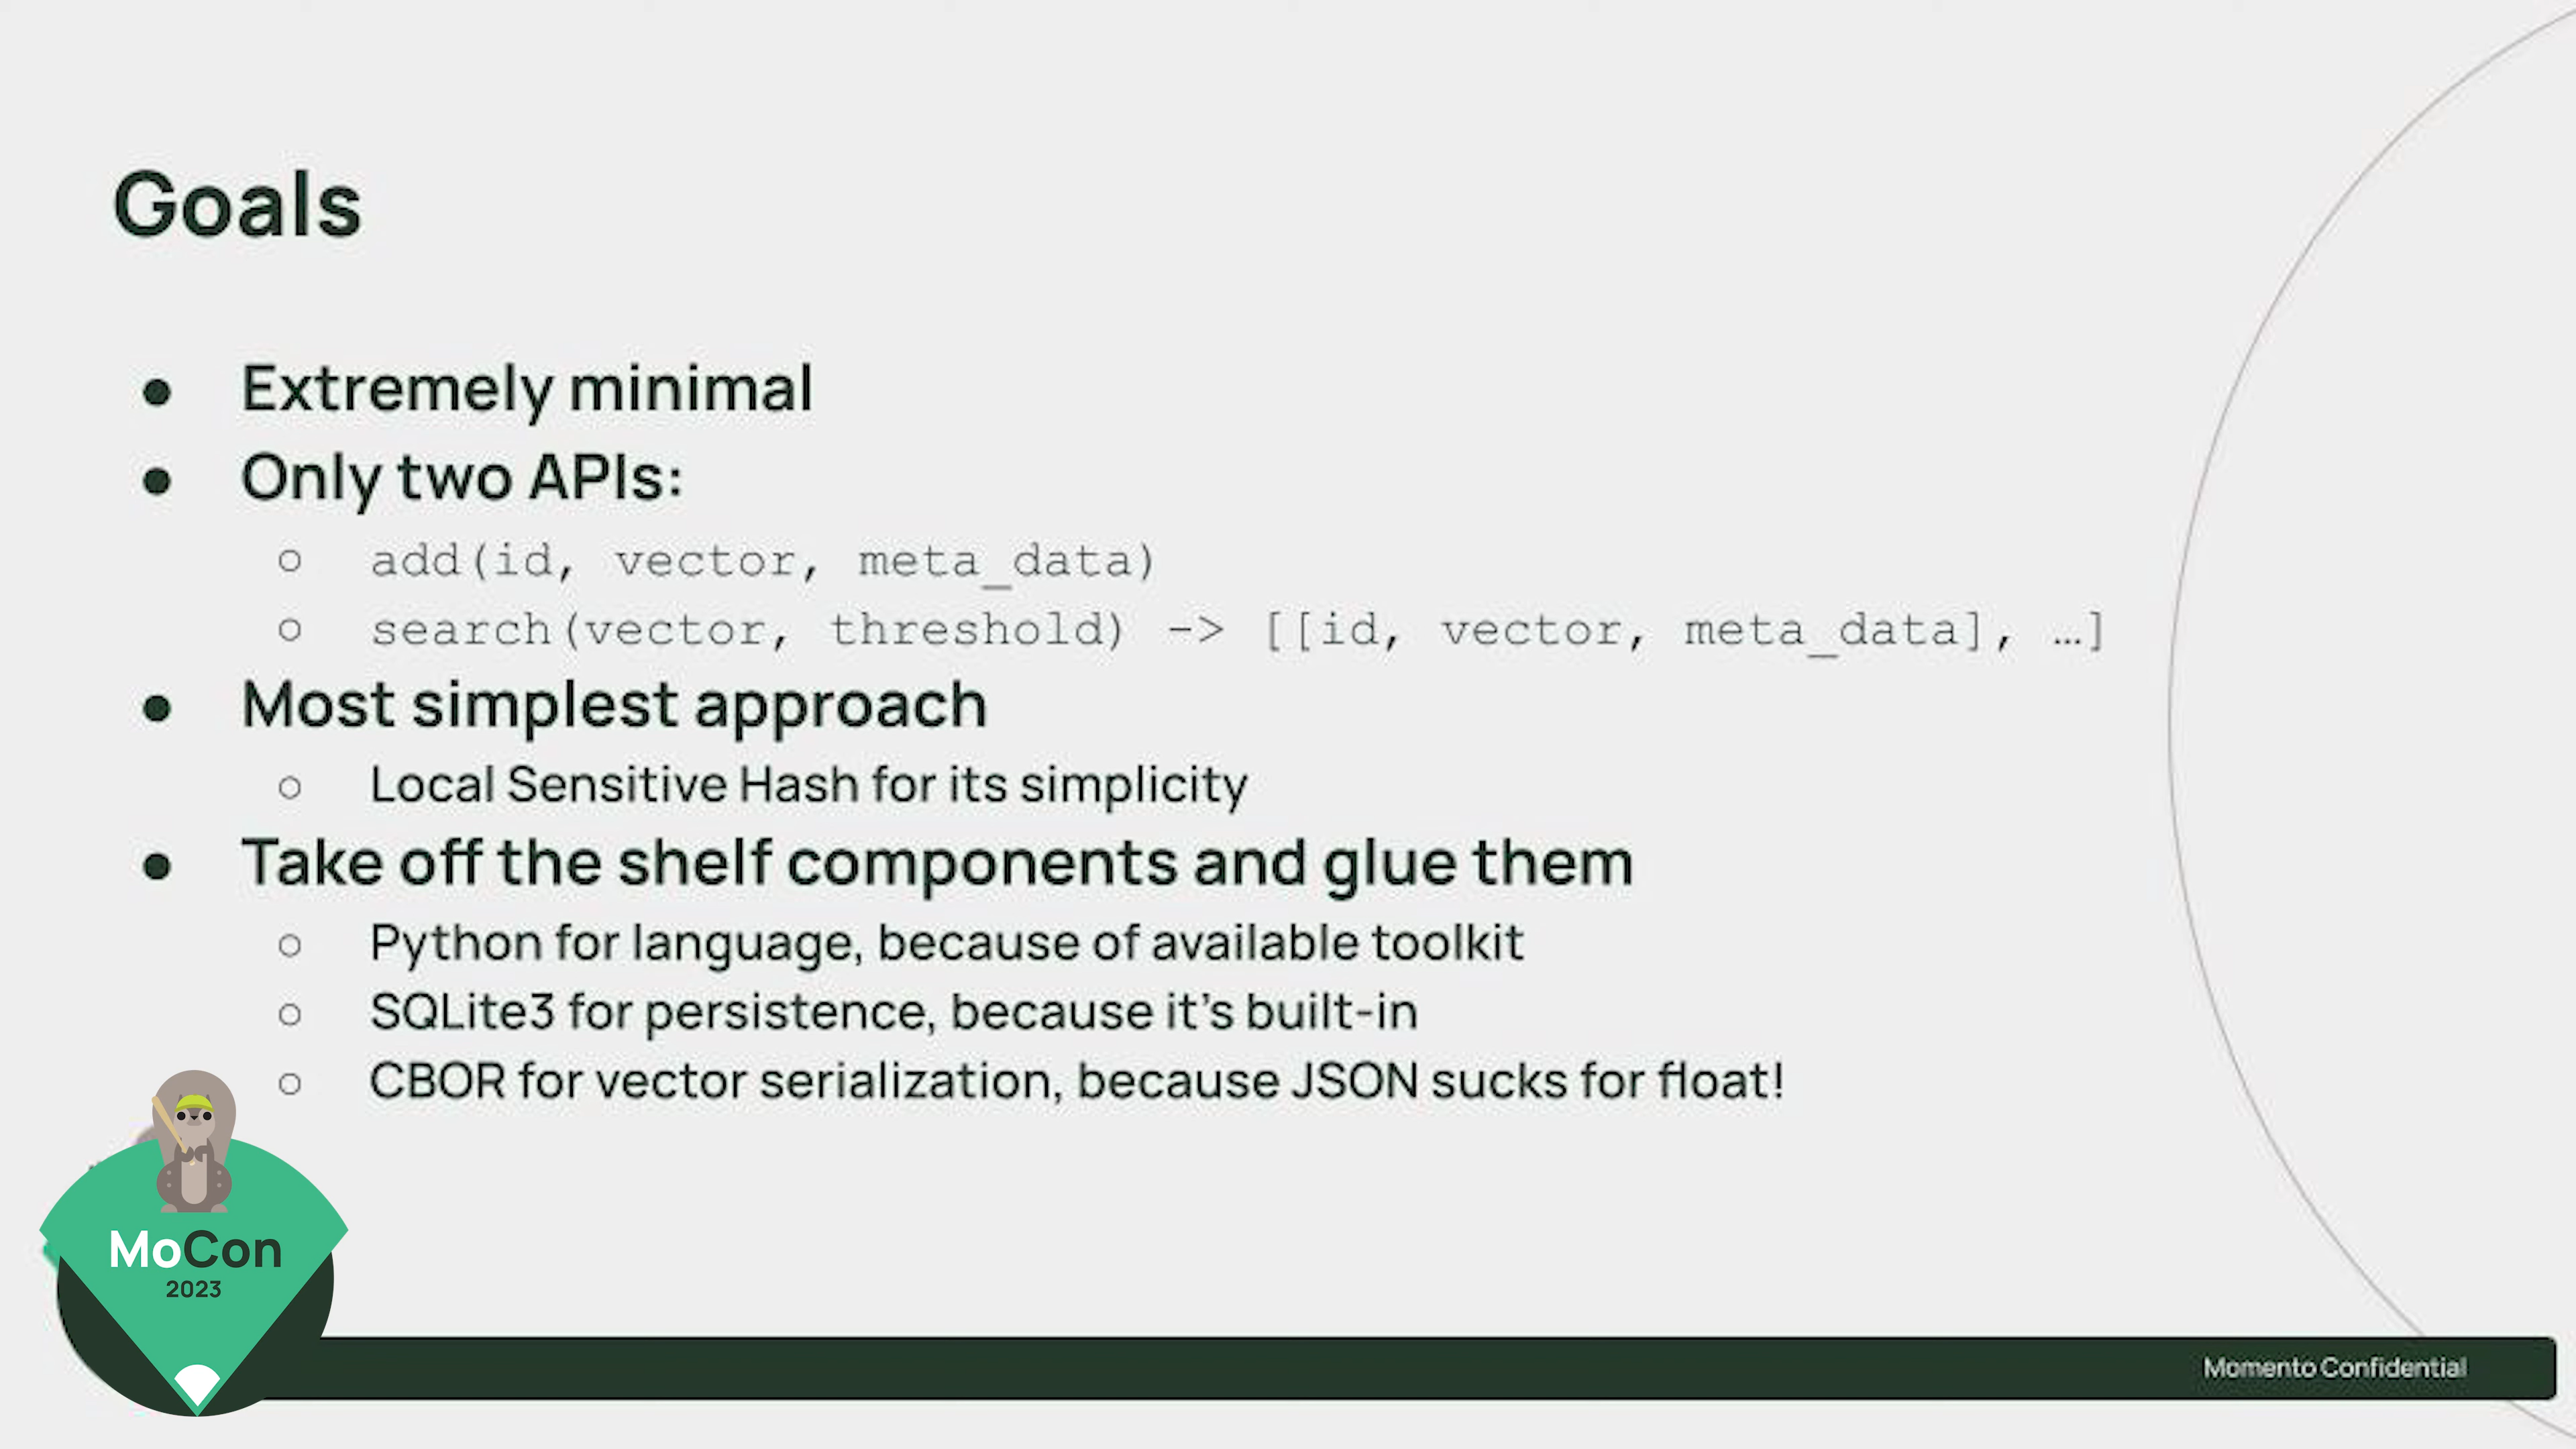 Goals
Extremely minimal
Only two APIs:
add(id, vector, meta_data)
search(vector, threshold) -> [[id, vector, meta_data], …]
Most simplest approach
Local Sensitive Hash for its simplicity
Take off the shelf components and glue them
Python for language, because of available toolkit
SQLite3 for persistence, because it’s built-in
CBOR for vector serialization, because JSON sucks for float!
MoCon
2023
Momento Confidential